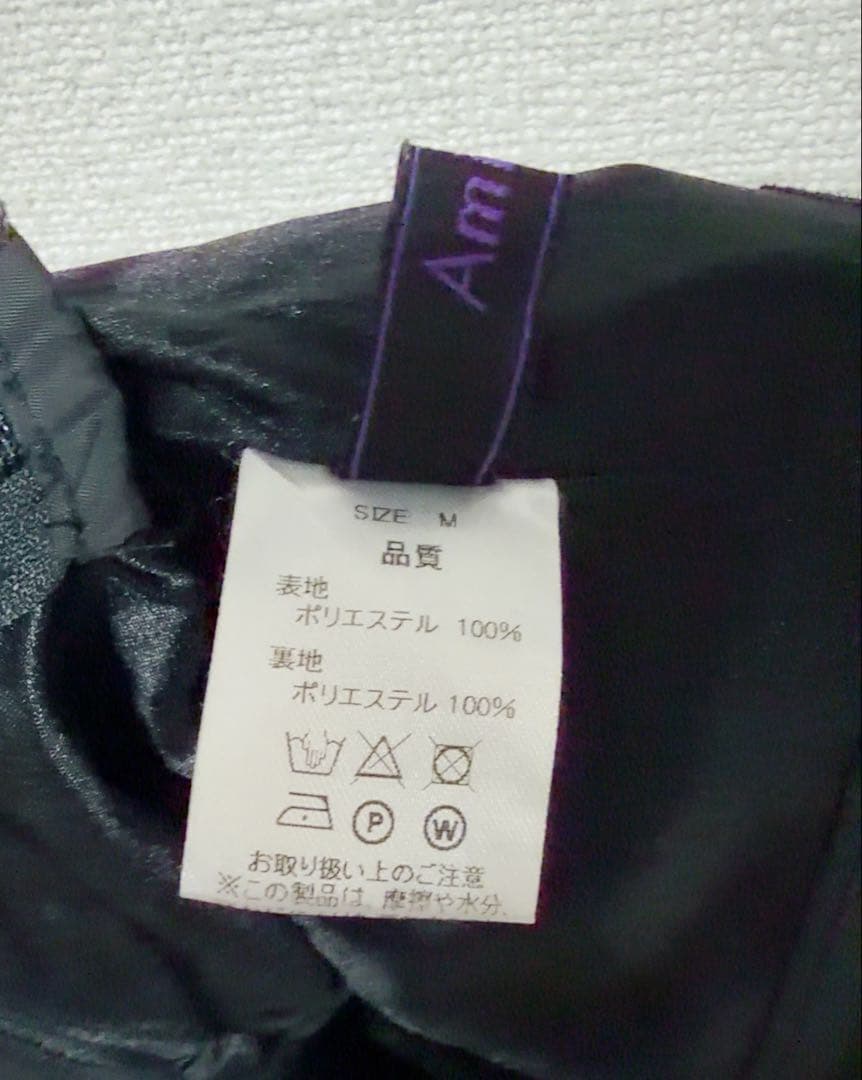 Am
SIZE M
品質
表地
ポリエステル 100%
裏地
ポリエステル 100%
P W
お取り扱い上のご注意
※この製品は、摩擦や水分、